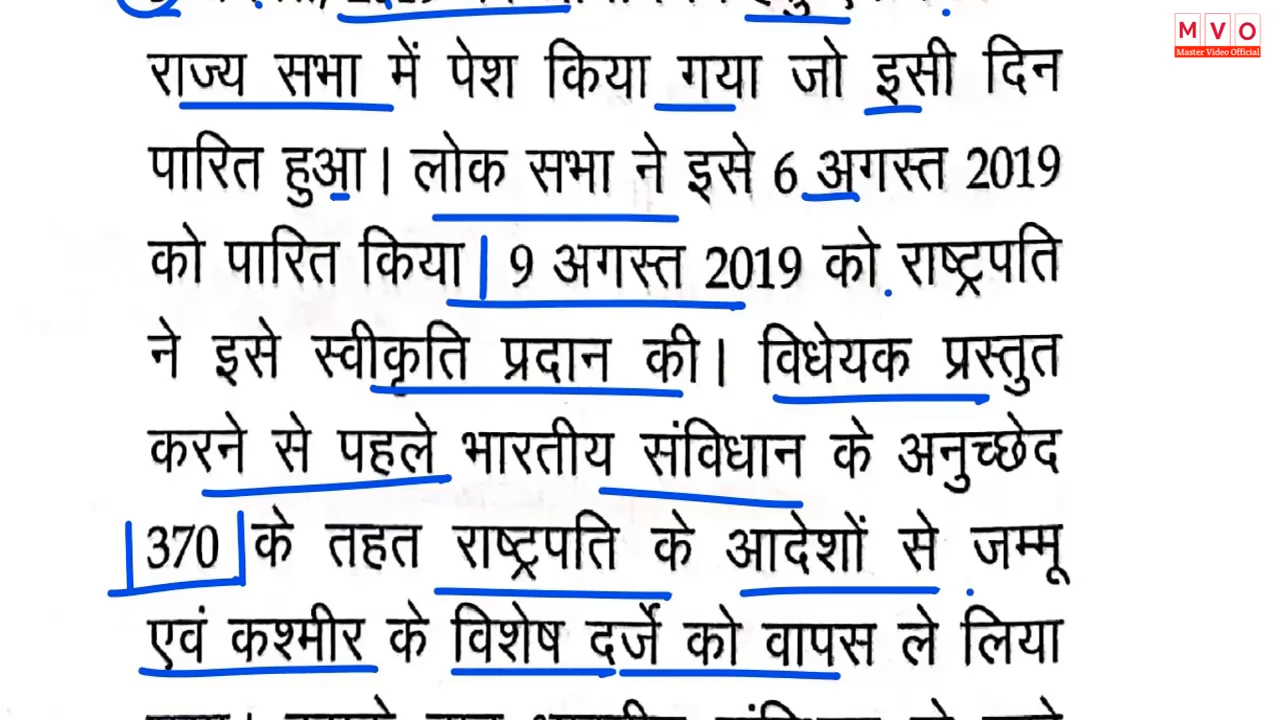 M V O
Master Video Official
राज्य सभा में पेश किया गया जो इसी दिन
पारित हुआ। लोक सभा ने इसे 6 अगस्त 2019
को पारित किया। 9 अगस्त 2019 को राष्ट्रपति
ने इसे स्वीकृति प्रदान की। विधेयक प्रस्तुत
करने से पहले भारतीय संविधान के अनुच्छेद
370 के तहत राष्ट्रपति के आदेशों से जम्मू
एवं कश्मीर के विशेष दर्जे को वापस ले लिया